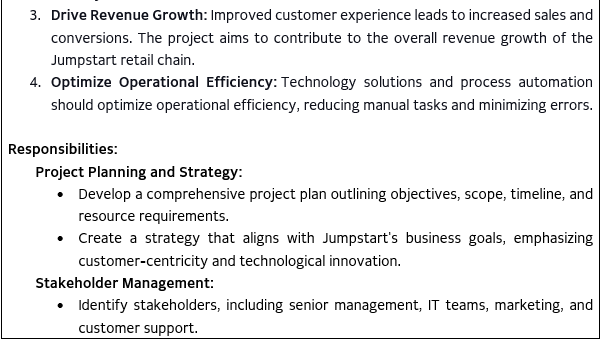 3. Drive Revenue Growth: Improved customer experience leads to increased sales and
conversions. The project aims to contribute to the overall revenue growth of the
Jumpstart retail chain.
4. Optimize Operational Efficiency: Technology solutions and process automation
should optimize operational efficiency, reducing manual tasks and minimizing errors.
Responsibilities:
Project Planning and Strategy:
• Develop a comprehensive project plan outlining objectives, scope, timeline, and
resource requirements.
• Create a strategy that aligns with Jumpstart's business goals, emphasizing
customer-centricity and technological innovation.
Stakeholder Management:
• Identify stakeholders, including senior management, IT teams, marketing, and
customer support.